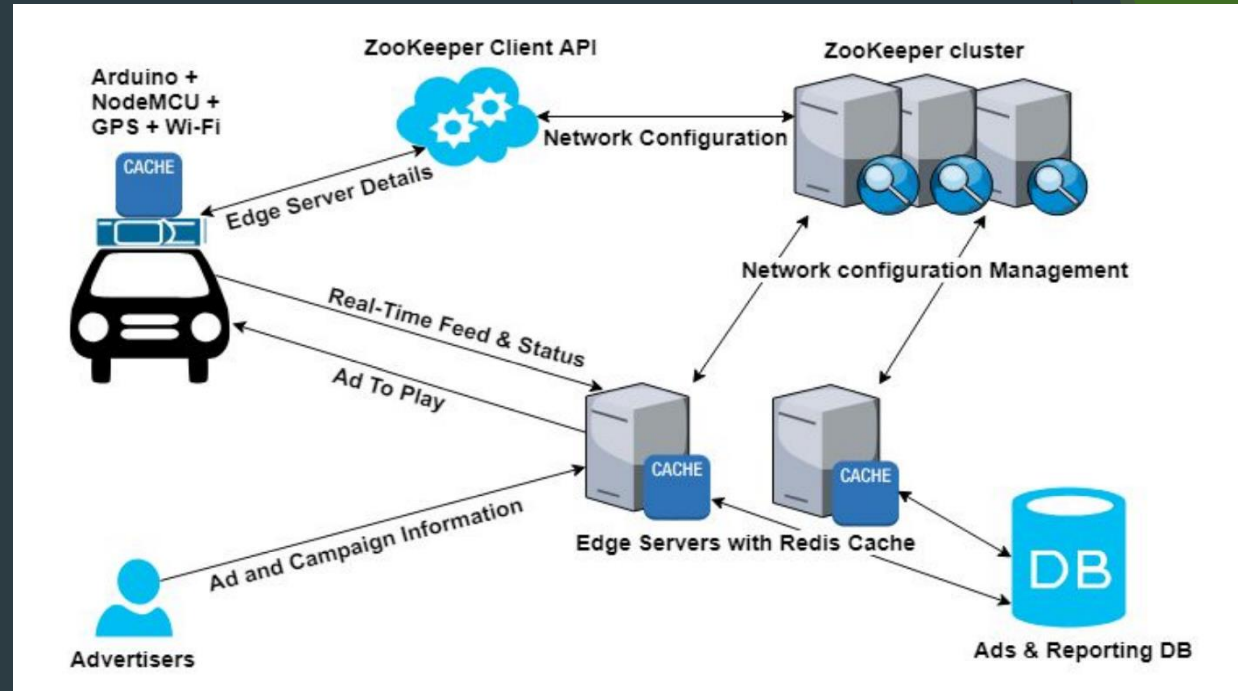 ZooKeeper Client API
ZooKeeper cluster
Arduino +
NodeMCU +
GPS + Wi-Fi
CACHE
Network Configuration
Edge Server Details
Network configuration Management
Real-Time Feed & Status
Ad To Play
CACHE
CACHE
Ad and Campaign Information
Edge Servers with Redis Cache
DB
Advertisers
Ads & Reporting DB